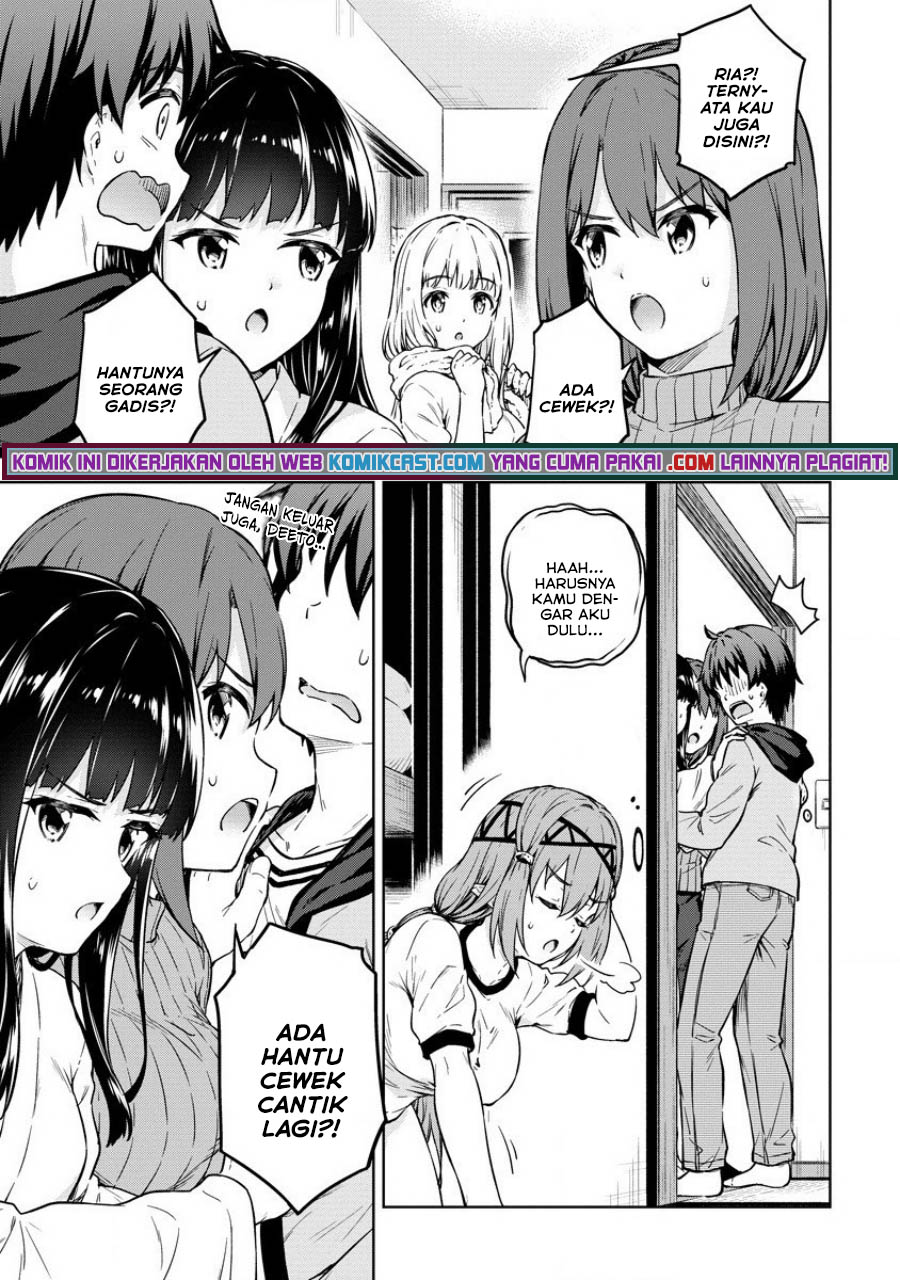 RIA?!
TERNY-
ATA KAU
JUGA
DISINI?!
ADA
CEWEK?!
HANTUNYA
SEORANG
GADIS?!
KOMIK INI DIKERJAKAN OLEH WEB KOMIKCAST.COM YANG CUMA PAKAI .COM LAINNYA PLAGIAT!
HAAH...
HARUSNYA
KAMU DEN-
GAR AKU
DULU...
JANGAN KELUAR
JUGA, DEETO...
ADA
HANTU
CEWEK
CANTIK
LAGI?!